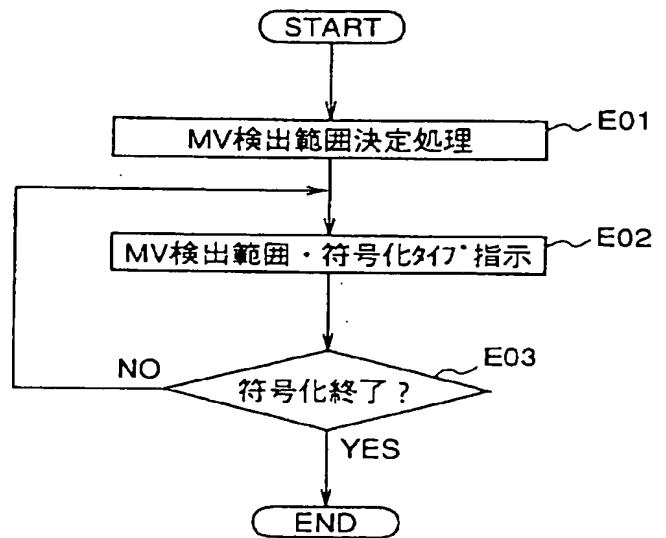 START
MV検出範囲決定処理
E01
MV検出範囲・符号化ﾀｲﾌﾟ指示
E02
符号化終了?
E03
NO
YES
END